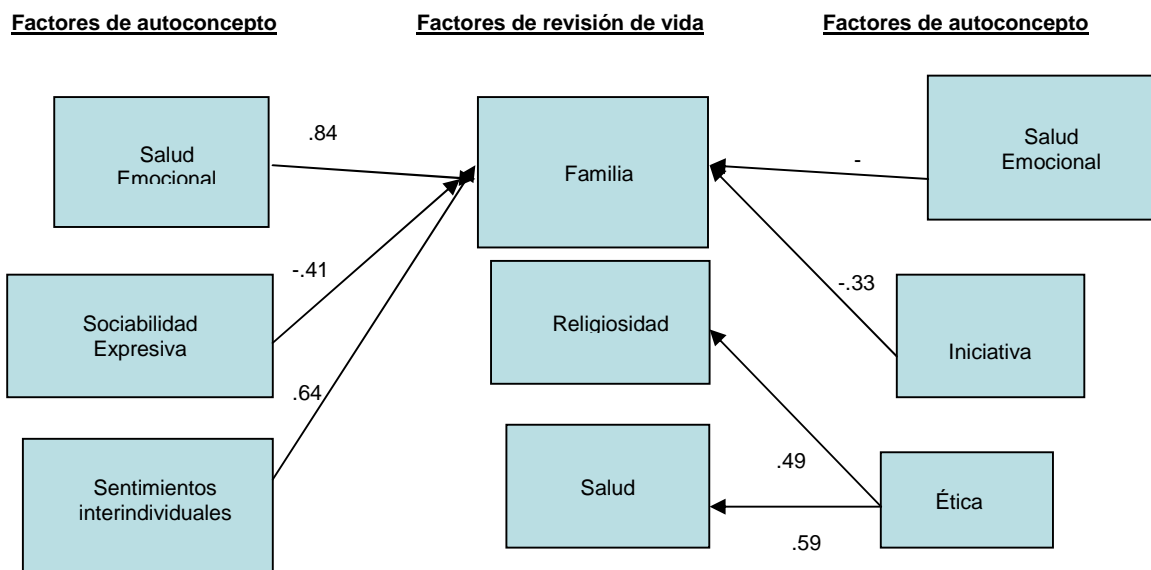 Factores de autoconcepto
Factores de revisión de vida
Factores de autoconcepto
Salud
Emocional
.84
Familia
-
Salud
Emocional
-.41
Sociabilidad
Expresiva
Religiosidad
-.33
Iniciativa
.64
Sentimientos
interindividuales
Salud
.49
Ética
.59